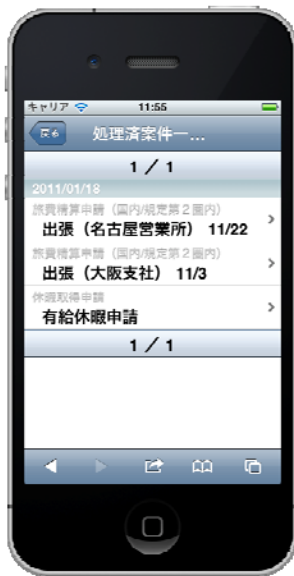 キャリア
11:55
戻る
処理済案件一...
1 / 1
2011/01/18
旅費精算申請（国内/規定第２圏内）
出張（名古屋営業所） 11/22
旅費精算申請（国内/規定第２圏内）
出張（大阪支社） 11/3
休暇取得申請
有給休暇申請
1 / 1